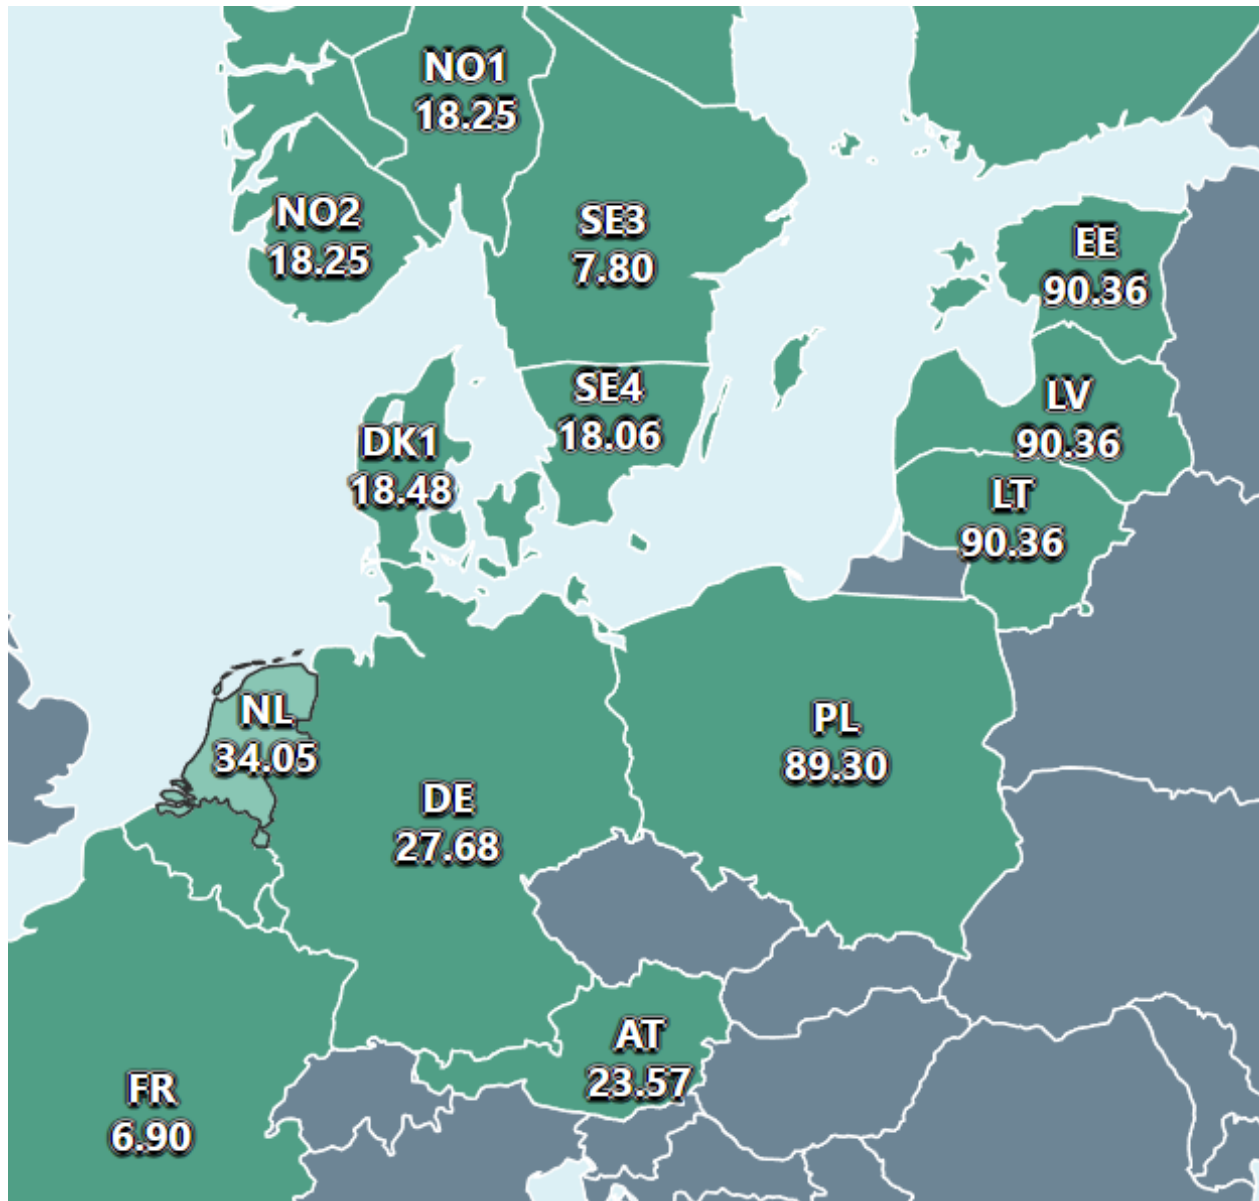 NO1
18.25
NO2
18.25
SE3
7.80
EE
90.36
SE4
18.06
LV
90.36
DK1
18.48
LT
90.36
NL
34.05
PL
89.30
DE
27.68
AT
23.57
FR
6.90